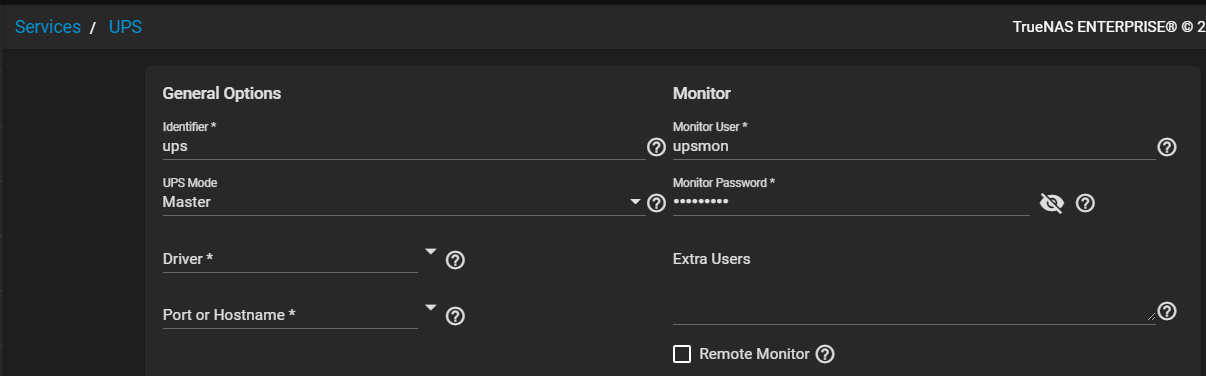 Services / UPS
TrueNAS ENTERPRISE® © 2
General Options
Identifier *
ups
UPS Mode
Master
Driver *
Port or Hostname *
Monitor
Monitor User *
upsmon
Monitor Password *
•••••••••
Extra Users
Remote Monitor